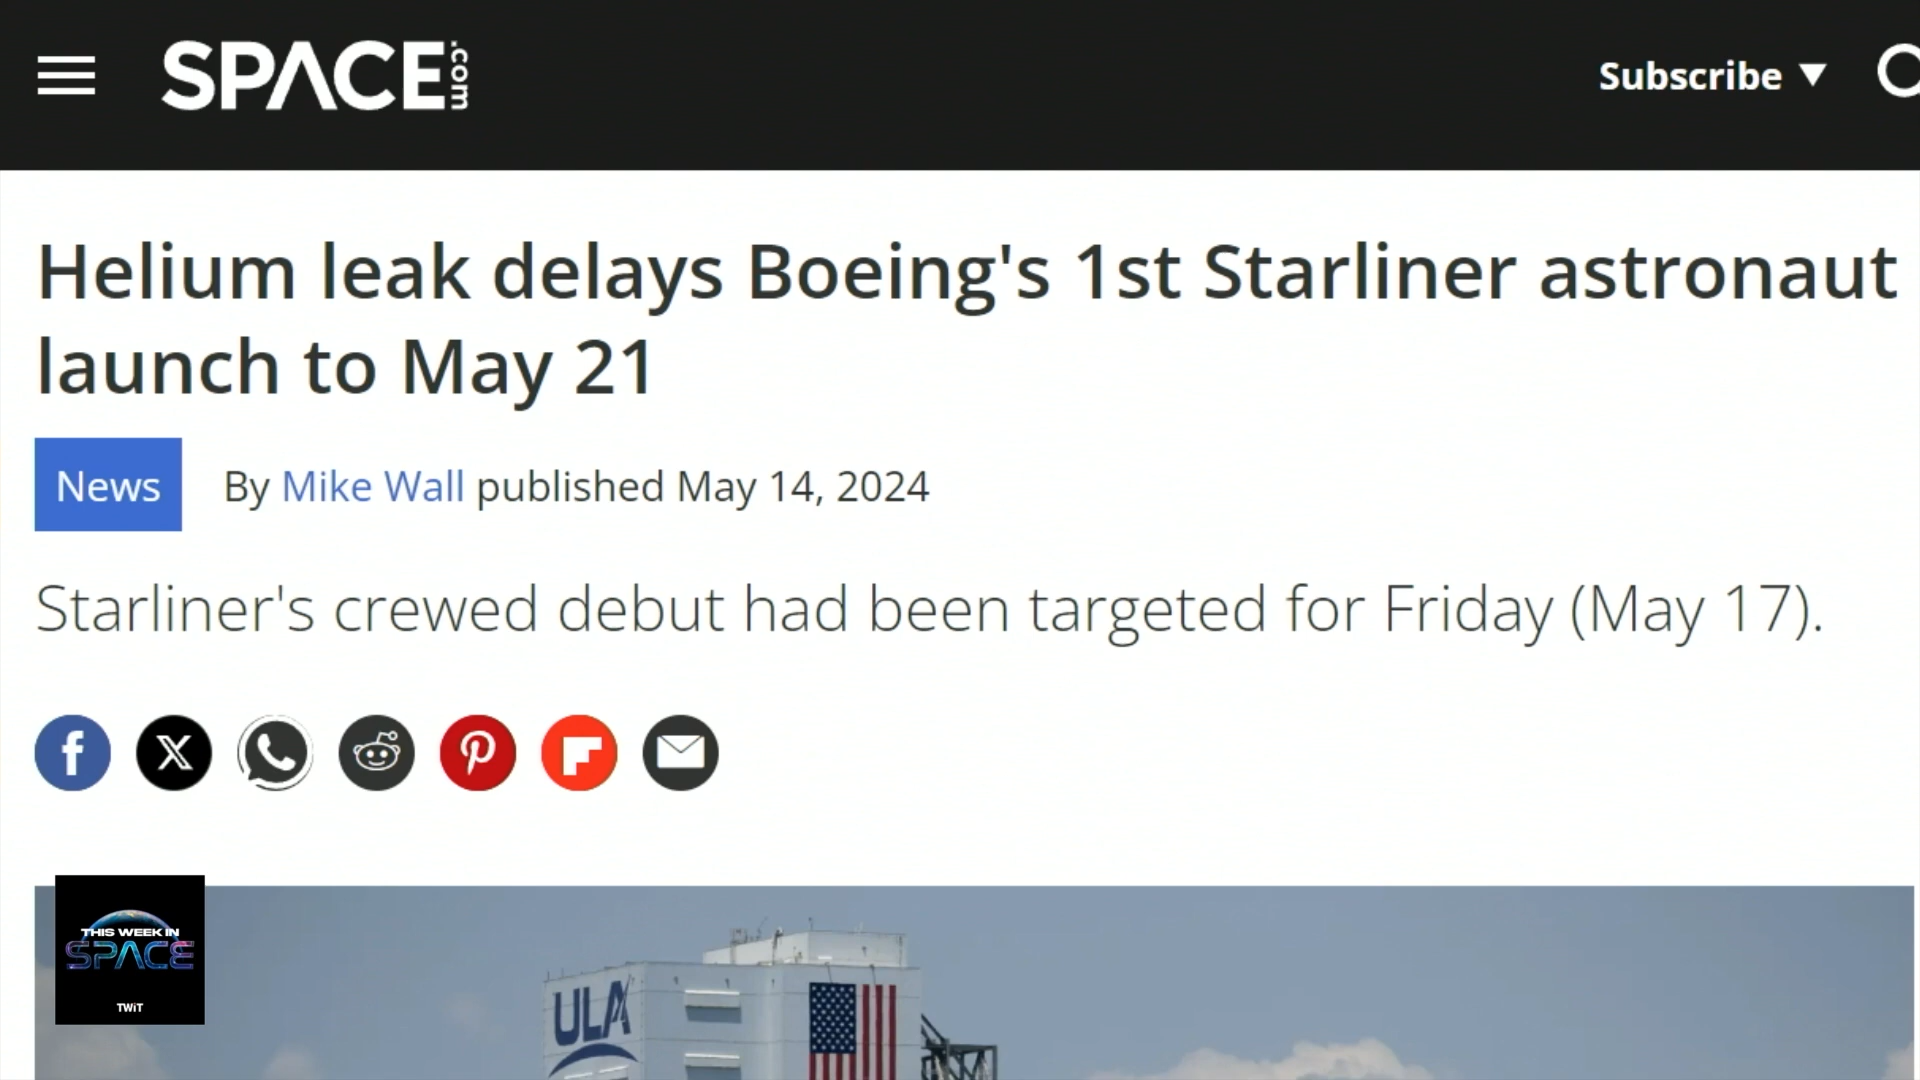 SPACE.com
Subscribe
Helium leak delays Boeing's 1st Starliner astronaut
launch to May 21
News
By Mike Wall published May 14, 2024
Starliner's crewed debut had been targeted for Friday (May 17).
THIS WEEK IN
SPACE
TWiT
ULA